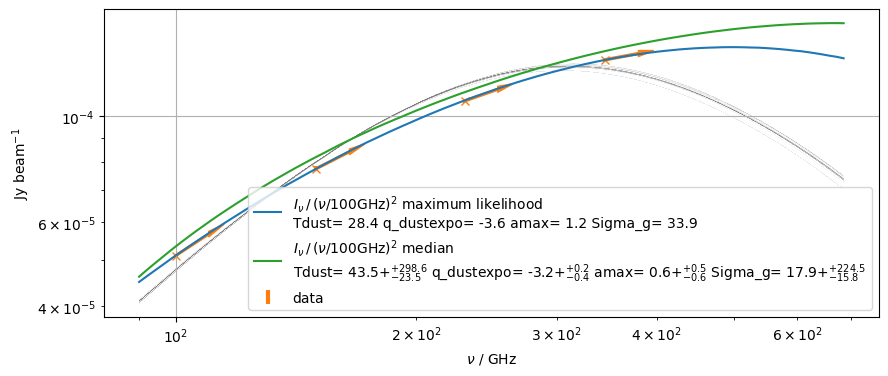 Jy beam⁻¹
10⁻⁴
6 × 10⁻⁵
4 × 10⁻⁵
I_ν / (ν/100GHz)² maximum likelihood
Tdust= 28.4 q_dustexpo= -3.6 amax= 1.2 Sigma_g= 33.9
I_ν / (ν/100GHz)² median
Tdust= 43.5+^{+298.6}_{−23.5} q_dustexpo= -3.2+^{+0.2}_{−0.4} amax= 0.6+^{+0.5}_{−0.6} Sigma_g= 17.9+^{+224.5}_{−15.8}
data
10² 2 × 10² 3 × 10² 4 × 10² 6 × 10²
ν / GHz